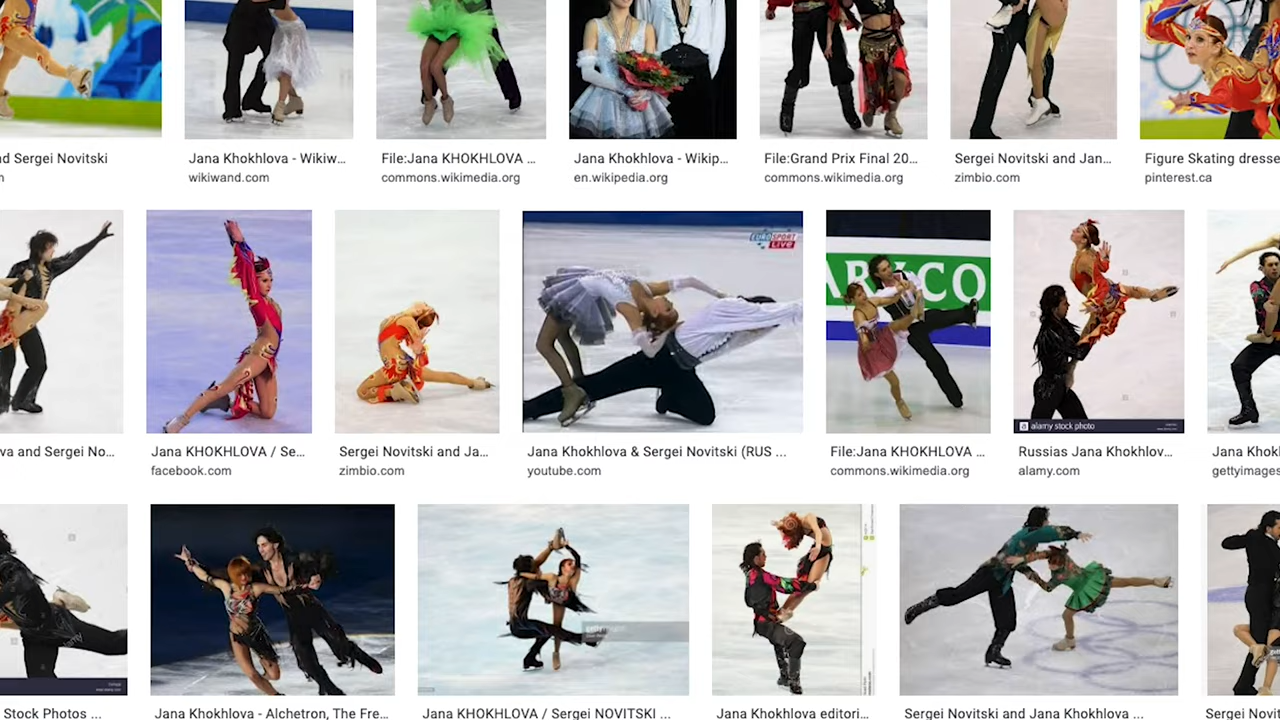 nd Sergei Novitski
Jana Khokhlova - Wikiw...
File:Jana KHOKHLOVA ...
Jana Khokhlova - Wikip...
File:Grand Prix Final 20...
Sergei Novitski and Jan...
Figure Skating dresse
m
wikiwand.com
commons.wikimedia.org
en.wikipedia.org
commons.wikimedia.org
zimbio.com
pinterest.ca
EUROSPORT
LIVE
ARY CO
alamy stock photo
va and Sergei No...
Jana KHOKHLOVA / Se...
Sergei Novitski and Ja...
Jana Khokhlova & Sergei Novitski (RUS ...
File:Jana KHOKHLOVA ...
Russias Jana Khokhlov...
Jana Khokl
facebook.com
zimbio.com
youtube.com
commons.wikimedia.org
alamy.com
gettyimages
Stock Photos ...
Jana Khokhlova - Alchetron, The Fre...
Jana KHOKHLOVA / Sergei NOVITSKI ...
Jana Khokhlova editori...
Sergei Novitski and Jana Khokhlova ...
Sergei Novi